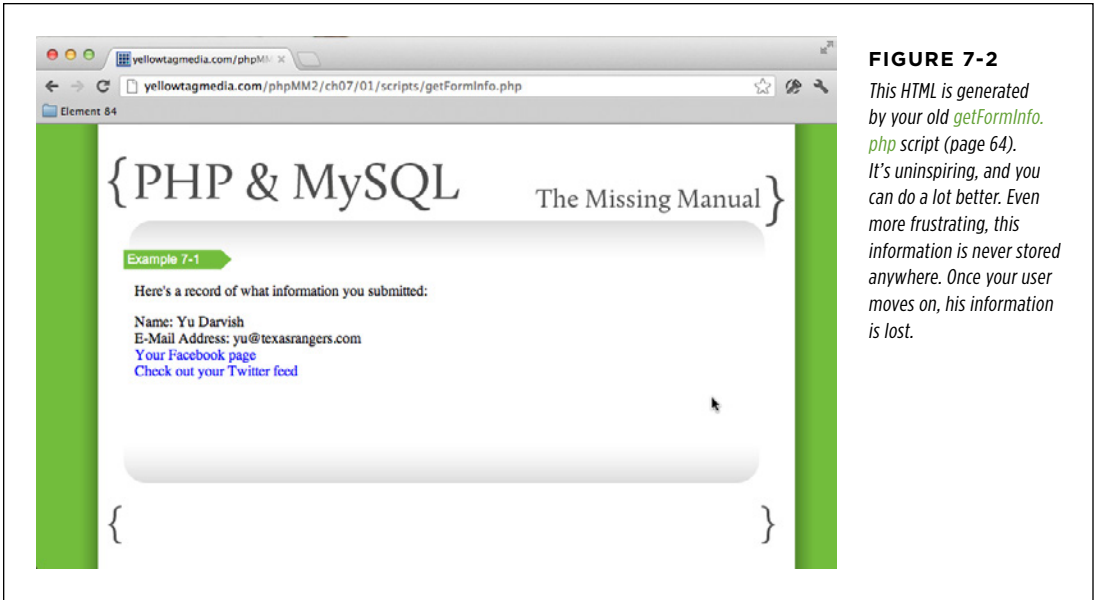 yellowtagmedia.com/phpMM
yellowtagmedia.com/phpMM2/ch07/01/scripts/getFormInfo.php
Element 84
{PHP & MySQL
The Missing Manual}
Example 7-1
Here's a record of what information you submitted:
Name: Yu Darvish
E-Mail Address: yu@texasrangers.com
Your Facebook page
Check out your Twitter feed
{ }
FIGURE 7-2
This HTML is generated
by your old getFormInfo.
php script (page 64).
It's uninspiring, and you
can do a lot better. Even
more frustrating, this
information is never stored
anywhere. Once your user
moves on, his information
is lost.